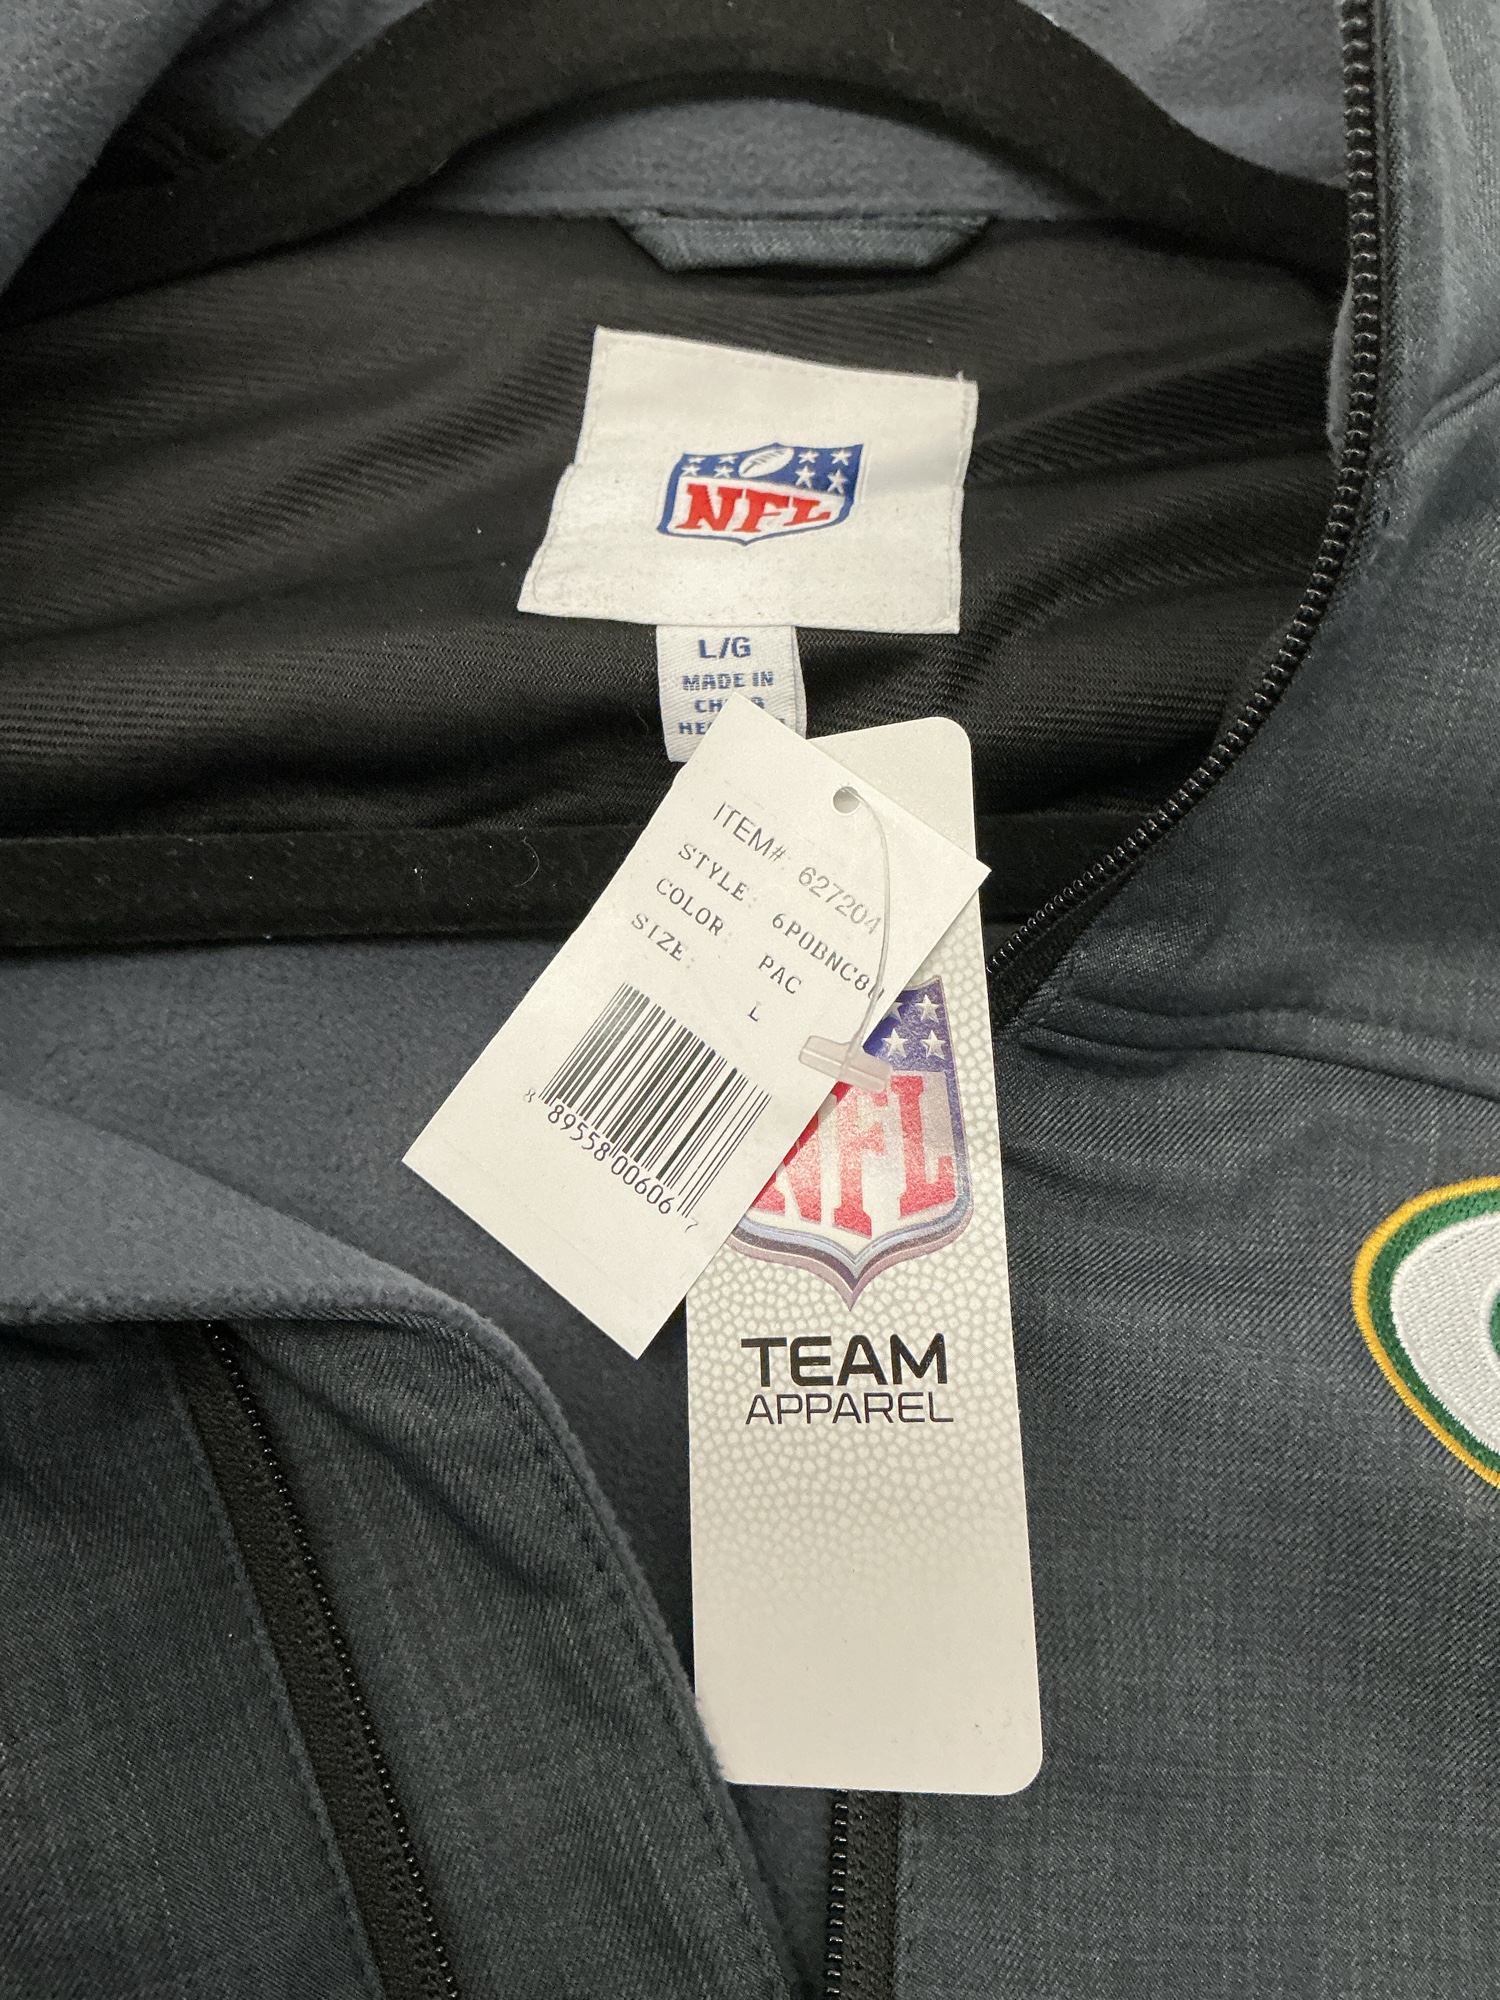 NFL
L/G
MADE IN
ITEM#: 627204
STYLE: 6P0BNC8
COLOR: PAC
SIZE: L
8 89558 00606 7
NFL
TEAM
APPAREL